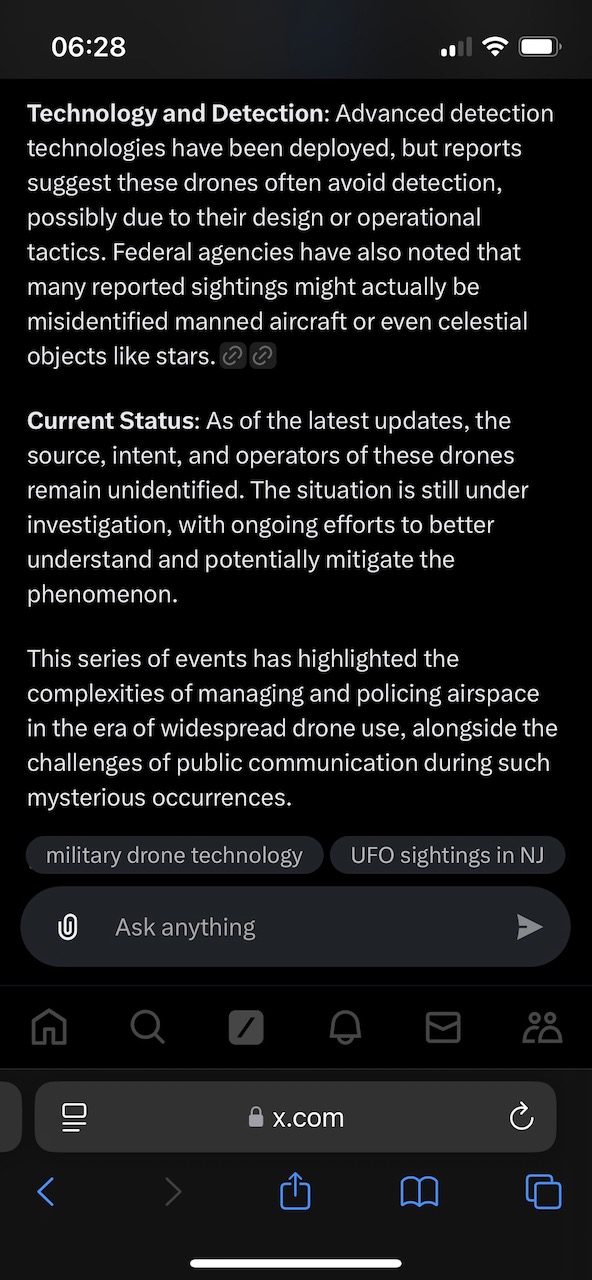 06:28
Technology and Detection: Advanced detection
technologies have been deployed, but reports
suggest these drones often avoid detection,
possibly due to their design or operational
tactics. Federal agencies have also noted that
many reported sightings might actually be
misidentified manned aircraft or even celestial
objects like stars.
Current Status: As of the latest updates, the
source, intent, and operators of these drones
remain unidentified. The situation is still under
investigation, with ongoing efforts to better
understand and potentially mitigate the
phenomenon.
This series of events has highlighted the
complexities of managing and policing airspace
in the era of widespread drone use, alongside the
challenges of public communication during such
mysterious occurrences.
military drone technology
UFO sightings in NJ
Ask anything
x.com